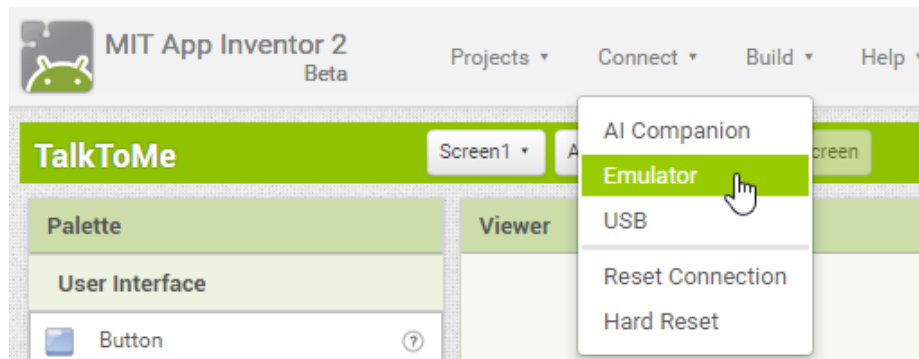 MIT App Inventor 2
Beta
Projects Connect Build Help
AI Companion
TalkToMe Screen1 A creen
Emulator
Palette Viewer USB
User Interface Reset Connection
Hard Reset
Button ?